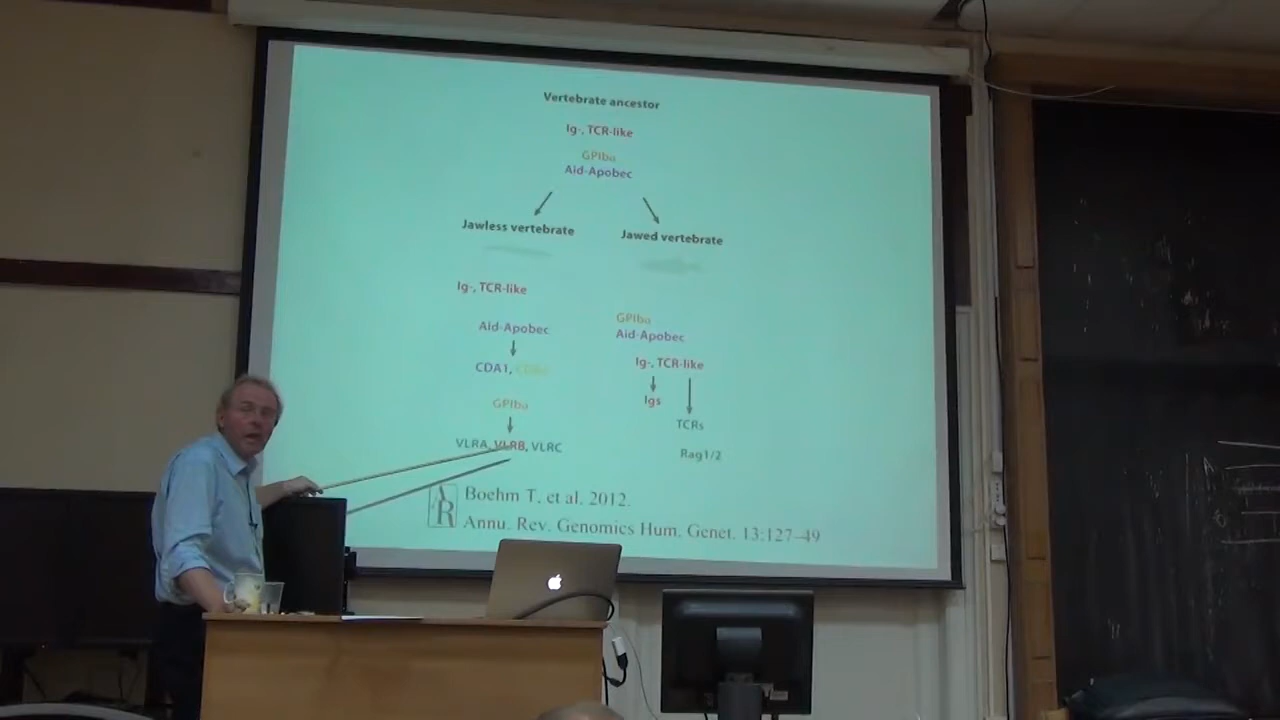 Vertebrate ancestor
Ig-, TCR-like
GPIbα
Aid-Apobec
Jawless vertebrate
Jawed vertebrate
Ig-, TCR-like
Aid-Apobec
CDA1,
GPIbα
VLRA, VLRB, VLRC
GPIbα
Aid-Apobec
Ig-, TCR-like
Igs
TCRs
Rag1/2
AR
Boehm T. et al. 2012.
Annu. Rev. Genomics Hum. Genet. 13:127–49